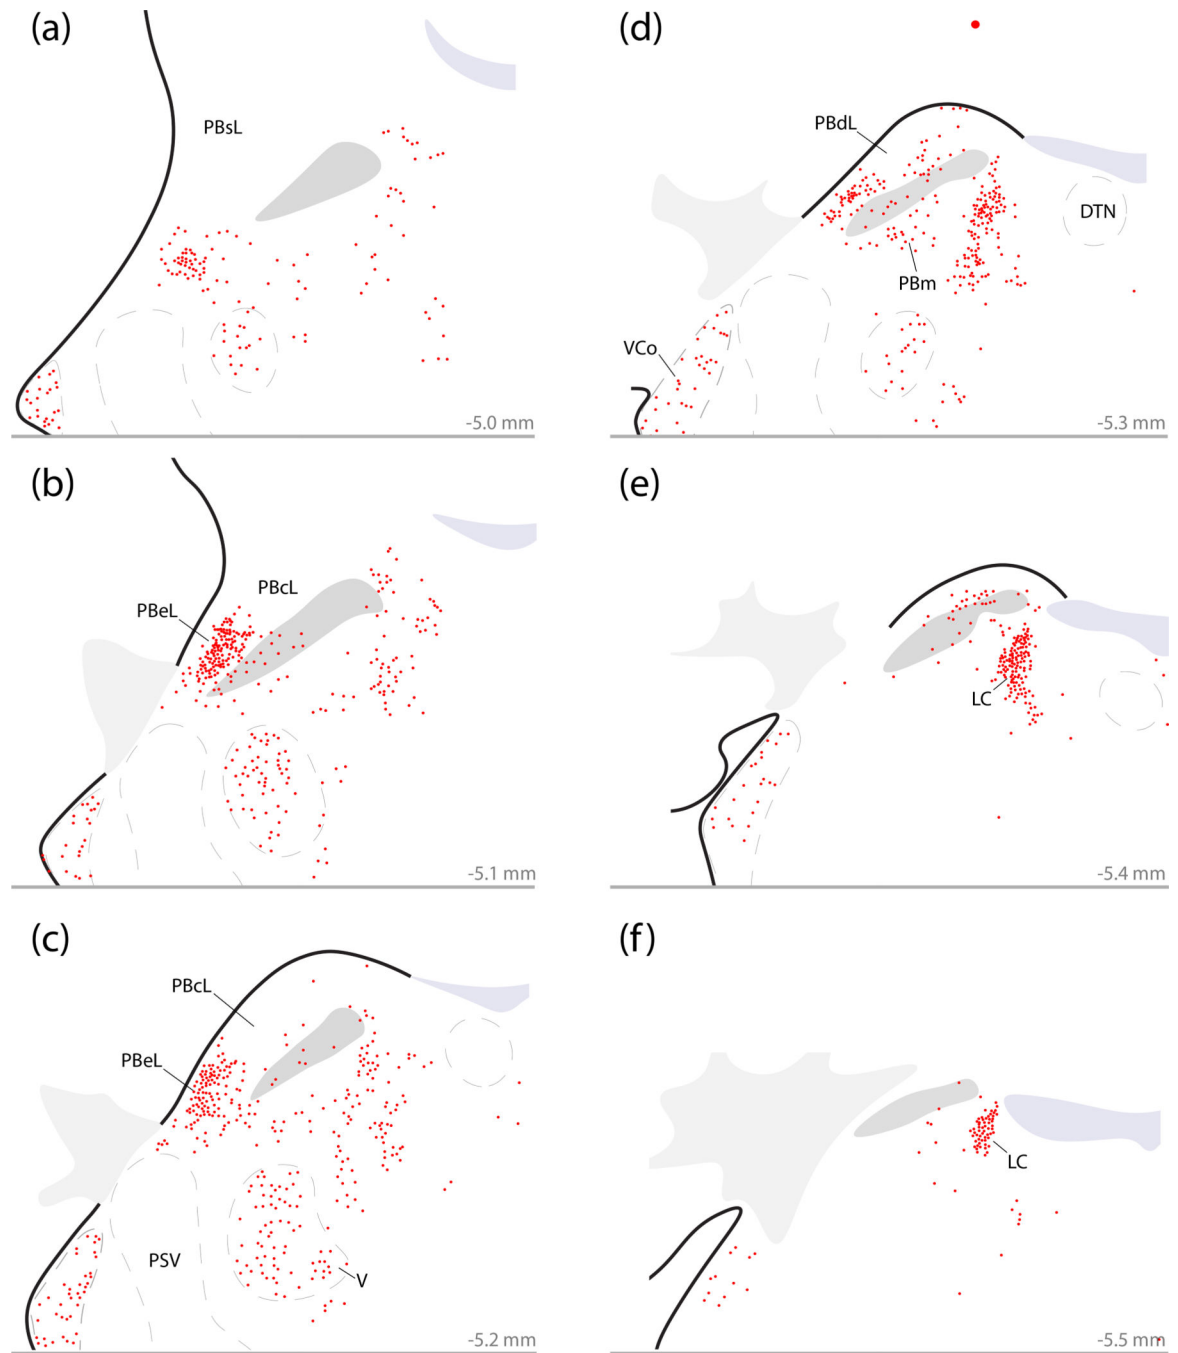 (a)
PBsL
-5.0 mm
(b)
PBcL
PBeL
-5.1 mm
(c)
PBcL
PBeL
PSV
V
-5.2 mm
(d)
PBdL
DTN
PBm
VCo
-5.3 mm
(e)
LC
-5.4 mm
(f)
LC
-5.5 mm